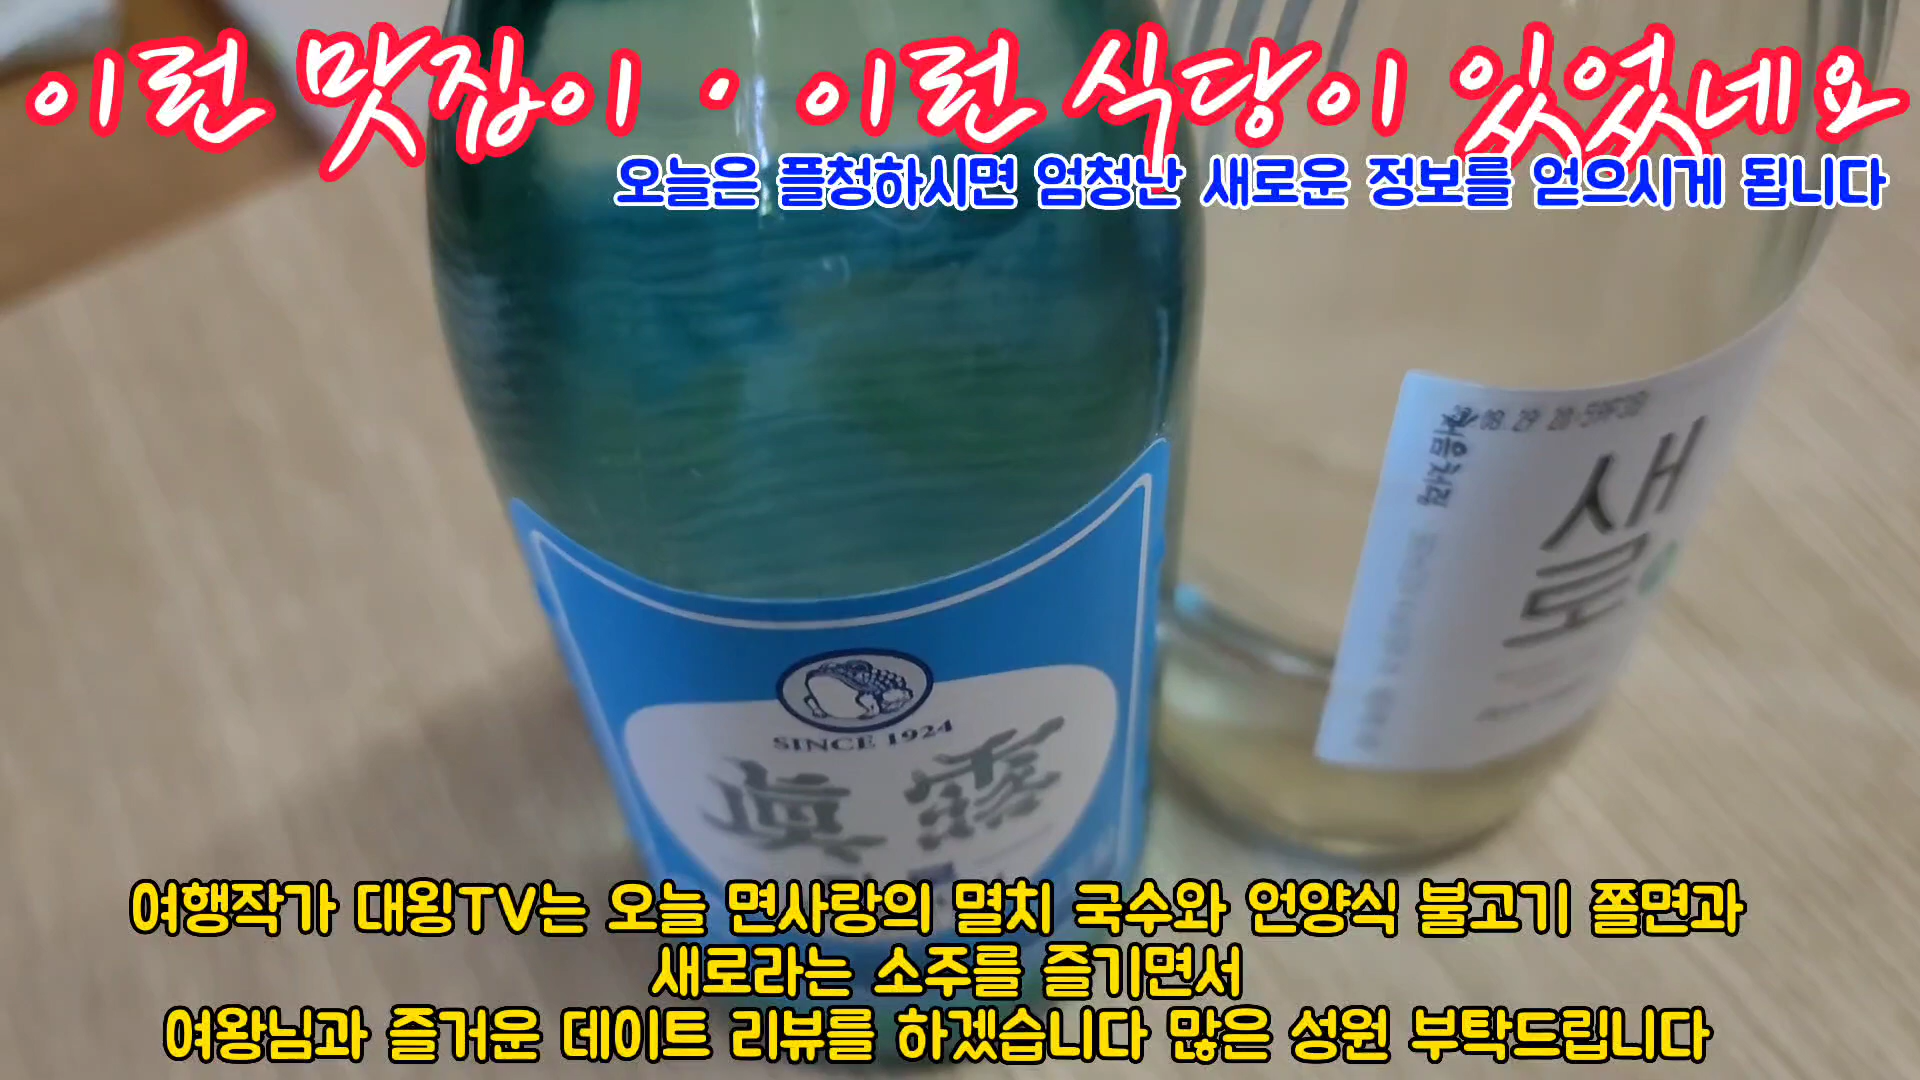 이런 맛집이 · 이런 식당이 있었네요
오늘은 플청하시면 엄청난 새로운 정보를 얻으시게 됩니다
새로
SINCE 1924
眞露
여행작가 대왕TV는 오늘 면사랑의 멸치 국수와 언양식 불고기 쫄면과
새로라는 소주를 즐기면서
여왕님과 즐거운 데이트 리뷰를 하겠습니다 많은 성원 부탁드립니다